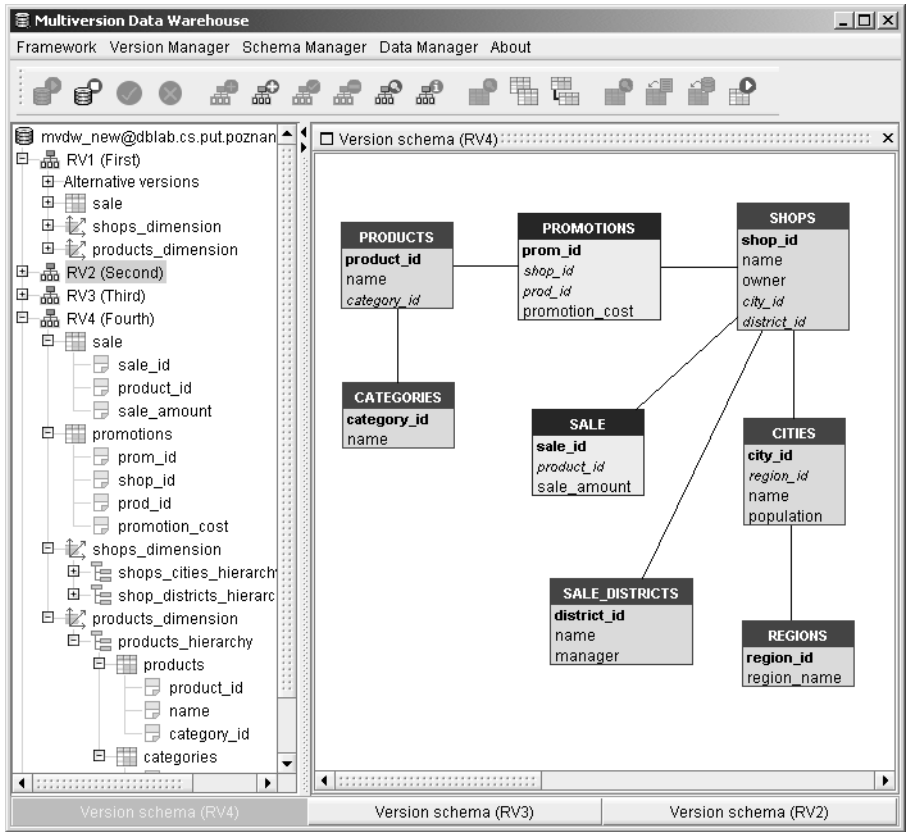 Multiversion Data Warehouse
Framework Version Manager Schema Manager Data Manager About
mvdw_new@dblab.cs.put.poznan
RV1 (First)
Alternative versions
sale
shops_dimension
products_dimension
RV2 (Second)
RV3 (Third)
RV4 (Fourth)
sale
sale_id
product_id
sale_amount
promotions
prom_id
shop_id
prod_id
promotion_cost
shops_dimension
shops_cities_hierarch
shop_districts_hierarc
products_dimension
products_hierarchy
products
product_id
name
category_id
categories
Version schema (RV4)
PRODUCTS
product_id
name
category_id
PROMOTIONS
prom_id
shop_id
prod_id
promotion_cost
SHOPS
shop_id
name
owner
city_id
district_id
CATEGORIES
category_id
name
SALE
sale_id
product_id
sale_amount
CITIES
city_id
region_id
name
population
SALE_DISTRICTS
district_id
name
manager
REGIONS
region_id
region_name
Version schema (RV4)
Version schema (RV3)
Version schema (RV2)